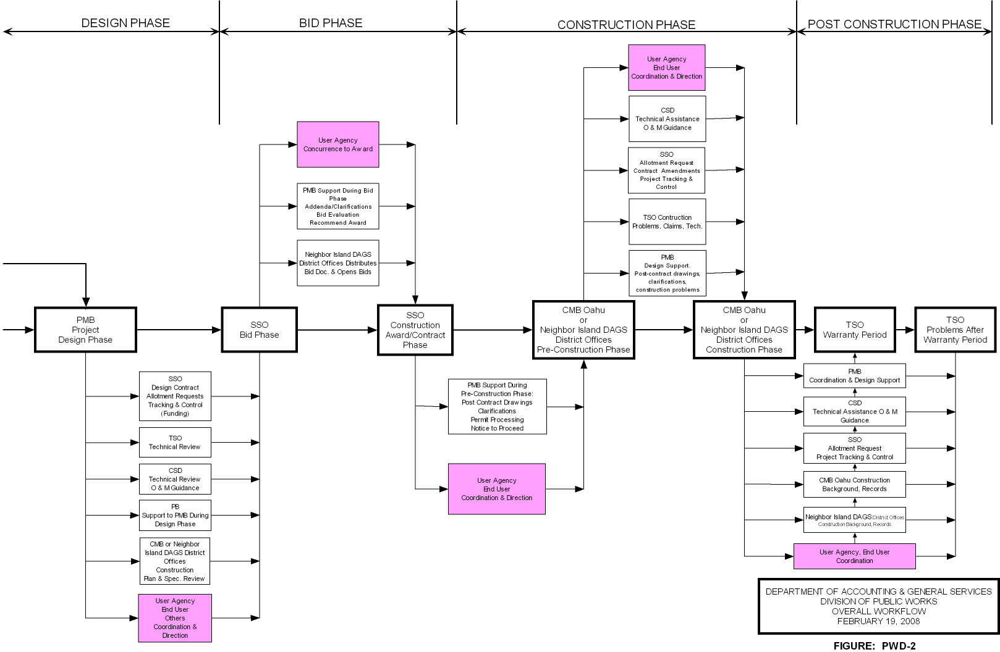 DESIGN PHASE
BID PHASE
CONSTRUCTION PHASE
POST CONSTRUCTION PHASE
User Agency
End User
Coordination & Direction
CSD
Technical Assistance
O & M Guidance
SSO
Allotment Request
Contract Amendments
Project Tracking &
Control
TSO Contruction
Problems, Claims, Tech.
PMB
Design Support.
Post-contract drawings,
clarifications,
construction problems
User Agency
Concurrence to Award
PMB Support During Bid
Phase
Addenda/Clarifications
Bid Evaluation
Recommend Award
Neighbor Island DAGS
District Offices Distributes
Bid Doc. & Opens Bids
PMB
Project
Design Phase
SSO
Bid Phase
SSO
Construction
Award/Contract
Phase
CMB Oahu
or
Neighbor Island DAGS
District Offices
Pre-Construction Phase
CMB Oahu
or
Neighbor Island DAGS
District Offices
Construction Phase
TSO
Warranty Period
TSO
Problems After
Warranty Period
SSO
Design Contract
Allotment Requests
Tracking & Control
(Funding)
TSO
Technical Review
CSD
Technical Review
O & M Guidance
PB
Support to PMB During
Design Phase
CMB or Neighbor
Island DAGS District
Offices
Construction
Plan & Spec. Review
User Agency
End User
Others
Coordination &
Direction
PMB Support During
Pre-Construction Phase:
Post Contract Drawings
Clarifications
Permit Processing
Notice to Proceed
User Agency
End User
Coordination & Direction
PMB
Coordination & Design Support
CSD
Technical Assistance O & M
Guidance
SSO
Allotment Request
Project Tracking & Control
CMB Oahu Construction
Background, Records
Neighbor Island DAGS District Offices
Construction Background, Records
User Agency, End User
Coordination
DEPARTMENT OF ACCOUNTING & GENERAL SERVICES
DIVISION OF PUBLIC WORKS
OVERALL WORKFLOW
FEBRUARY 19, 2008
FIGURE: PWD-2